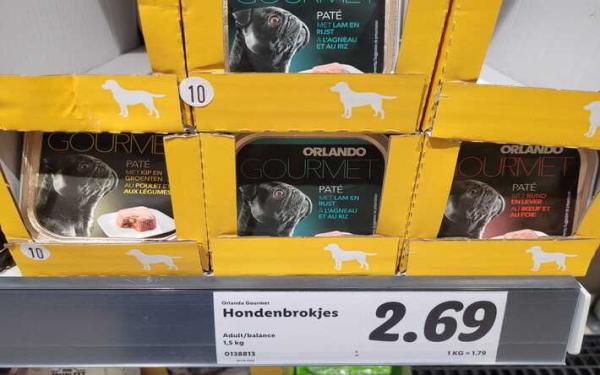 GOURMET
PATÉ
MET LAM EN
RIJST
À L'AGNEAU
ET AU RIZ
10
GOURMET
PATÉ
MET KIP EN
GROENTEN
AU POULET ET
AUX LÉGUMES
10
ORLANDO
GOURMET
PATÉ
MET LAM EN
RIJST
À L'AGNEAU
ET AU RIZ
ORLANDO
OURMET
PATÉ
MET RUND
EN LEVER
AU BŒUF ET
AU FOIE
Orlando Gourmet
Hondenbrokjes
Adult/balance
1,5 kg
0138813
2.69
1 KG = 1.79